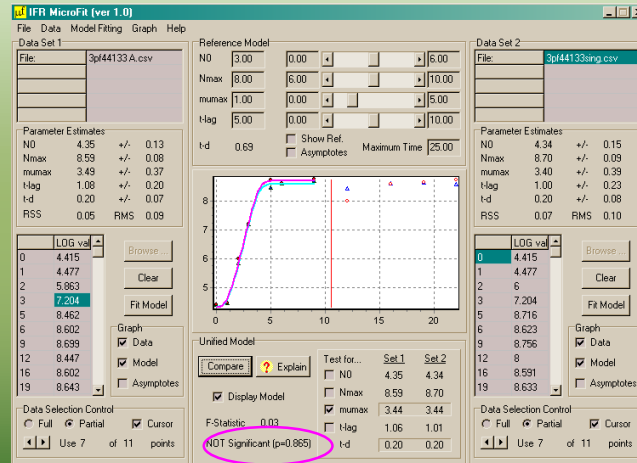 IFR MicroFit (ver 1.0)
File Data Model Fitting Graph Help
Data Set 1
File: 3pf44133 A.csv
Parameter Estimates
N0 4.35 +/- 0.13
Nmax 8.59 +/- 0.08
mumax 3.49 +/- 0.37
t-lag 1.08 +/- 0.20
t-d 0.20 +/- 0.07
RSS 0.05 RMS 0.09
LOG val
0 4.415
1 4.477
2 5.863
3 7.204
5 8.462
6 8.602
9 8.699
12 8.447
16 8.602
19 8.643
Browse ...
Clear
Fit Model
Graph
Data
Model
Asymptotes
Data Selection Control
Full Partial Cursor
Use 7 of 11 points
Reference Model
N0 3.00 0.00 6.00
Nmax 8.00 6.00 10.00
mumax 1.00 0.00 5.00
t-lag 5.00 0.00 10.00
t-d 0.69 Show Ref. Asymptotes Maximum Time 25.00
8
7
6
5
0 5 10 15 20
Unified Model
Compare ? Explain
Display Model
F-Statistic 0.03
NOT Significant (p=0.865)
Test for... Set 1 Set 2
N0 4.35 4.34
Nmax 8.59 8.70
mumax 3.44 3.44
t-lag 1.06 1.01
t-d 0.20 0.20
Data Set 2
File: 3pf44133sing.csv
Parameter Estimates
N0 4.34 +/- 0.15
Nmax 8.70 +/- 0.09
mumax 3.40 +/- 0.39
t-lag 1.00 +/- 0.23
t-d 0.20 +/- 0.07
RSS 0.07 RMS 0.10
LOG val
0 4.415
1 4.477
2 6
3 7.204
5 8.716
6 8.623
9 8.756
12 8
16 8.591
19 8.633
Browse ...
Clear
Fit Model
Graph
Data
Model
Asymptotes
Data Selection Control
Full Partial Cursor
Use 7 of 11 points